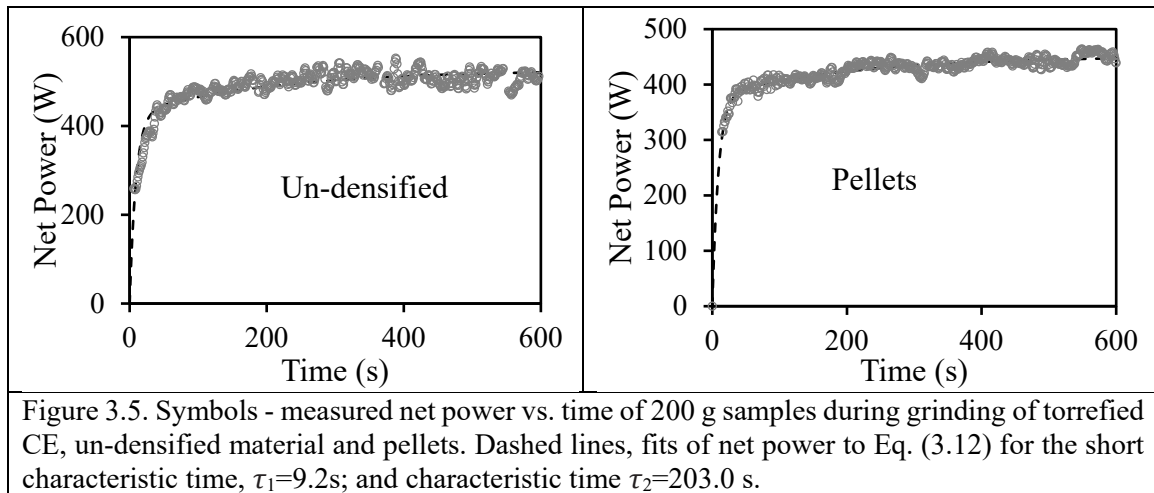 Net Power (W)
600
400
200
0
Un-densified
0 200 400 600
Time (s)
Net Power (W)
500
400
300
200
100
0
Pellets
0 200 400 600
Time (s)
Figure 3.5. Symbols - measured net power vs. time of 200 g samples during grinding of torrefied
CE, un-densified material and pellets. Dashed lines, fits of net power to Eq. (3.12) for the short
characteristic time, τ₁=9.2s; and characteristic time τ₂=203.0 s.